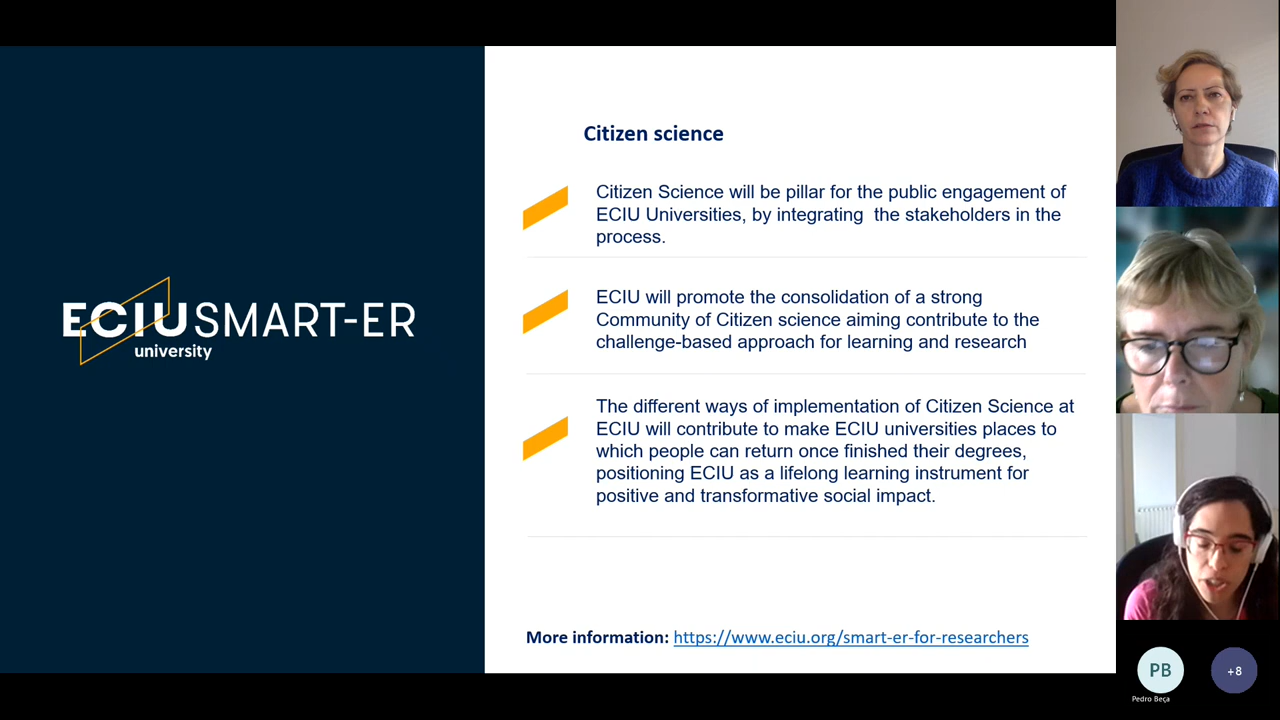 ECIU SMART-ER
university
Citizen science
Citizen Science will be pillar for the public engagement of
ECIU Universities, by integrating  the stakeholders in the
process.
ECIU will promote the consolidation of a strong
Community of Citizen science aiming contribute to the
challenge-based approach for learning and research
The different ways of implementation of Citizen Science at
ECIU will contribute to make ECIU universities places to
which people can return once finished their degrees,
positioning ECIU as a lifelong learning instrument for
positive and transformative social impact.
More information: https://www.eciu.org/smart-er-for-researchers
PB
+8
Pedro Beça